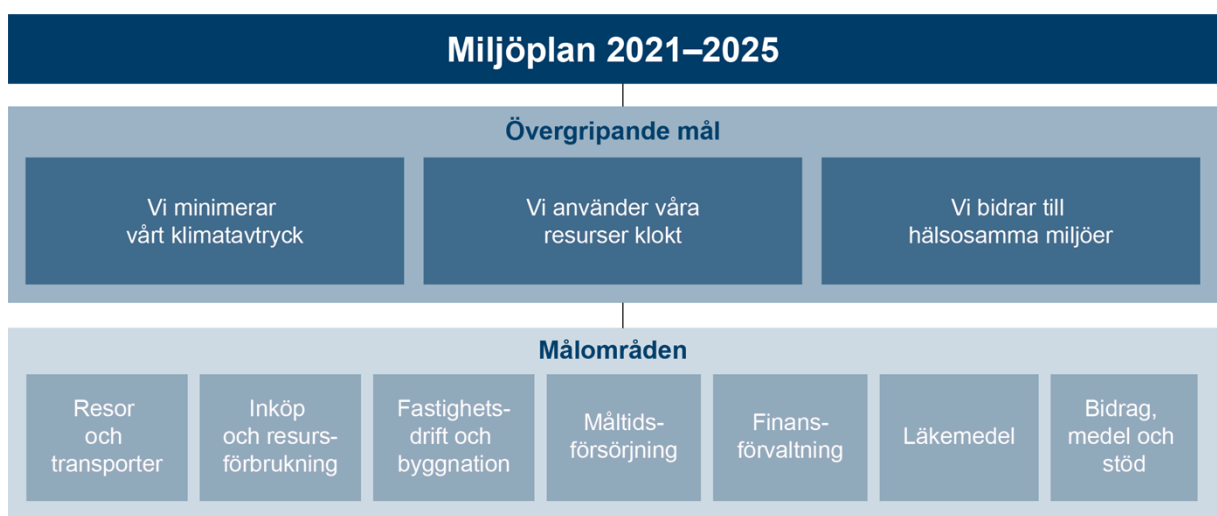 Miljöplan 2021–2025
Övergripande mål
Vi minimerar
vårt klimatavtryck
Vi använder våra
resurser klokt
Vi bidrar till
hälsosamma miljöer
Målområden
Resor
och
transporter
Inköp
och resurs-
förbrukning
Fastighets-
drift och
byggnation
Måltids-
försörjning
Finans-
förvaltning
Läkemedel
Bidrag,
medel och
stöd